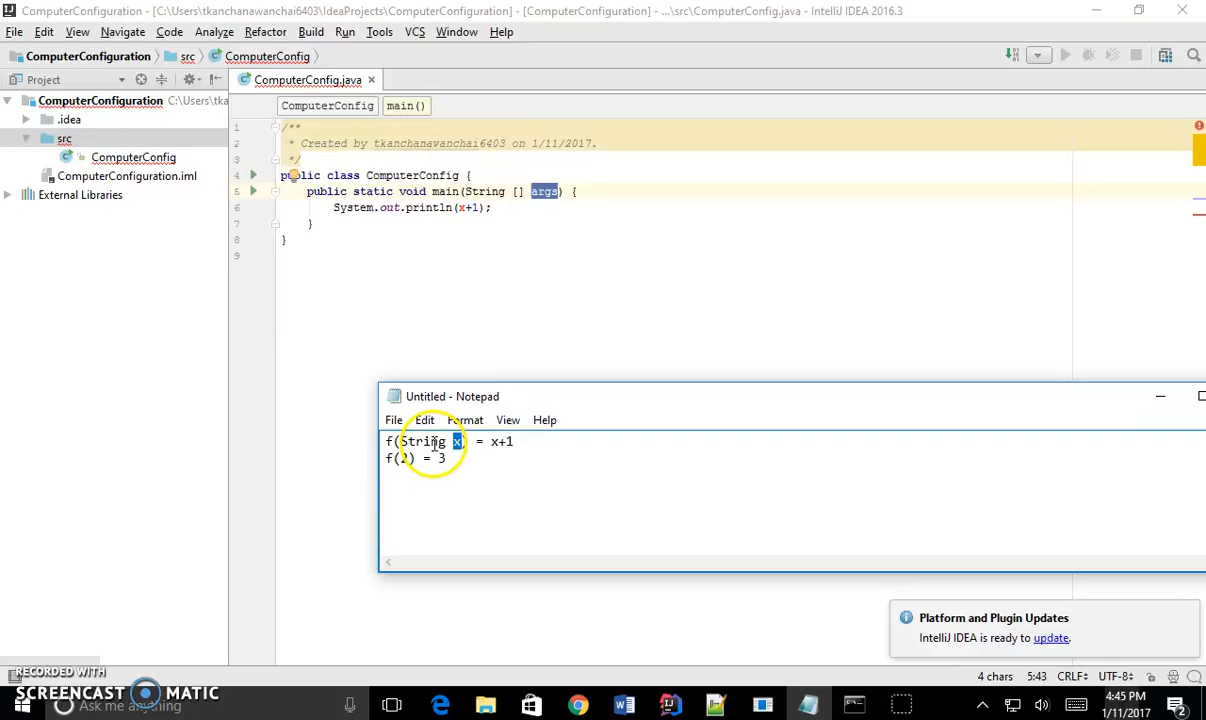 ComputerConfiguration - [C:\Users\tkanchanawanchai6403\IdeaProjects\ComputerConfiguration] - [ComputerConfiguration] - ...\src\ComputerConfig.java - IntelliJ IDEA 2016.3
File Edit View Navigate Code Analyze Refactor Build Run Tools VCS Window Help
ComputerConfiguration src ComputerConfig
Project ComputerConfig.java
ComputerConfiguration C:\Users\tka
.idea
src
ComputerConfig
ComputerConfiguration.iml
External Libraries
ComputerConfig main()
1 /**
2 * Created by tkanchanavanchai6403 on 1/11/2017.
3 */
4 public class ComputerConfig {
5 public static void main(String [] args) {
6 System.out.println(x+1);
7 }
8 }
9
Untitled - Notepad
File Edit Format View Help
f(String x) = x+1
f(2) = 3
Platform and Plugin Updates
IntelliJ IDEA is ready to update.
4 chars 5:43 CRLF÷ UTF-8÷
RECORDED WITH
SCREENCAST MATIC
Ask me anything
4:45 PM
1/11/2017
2